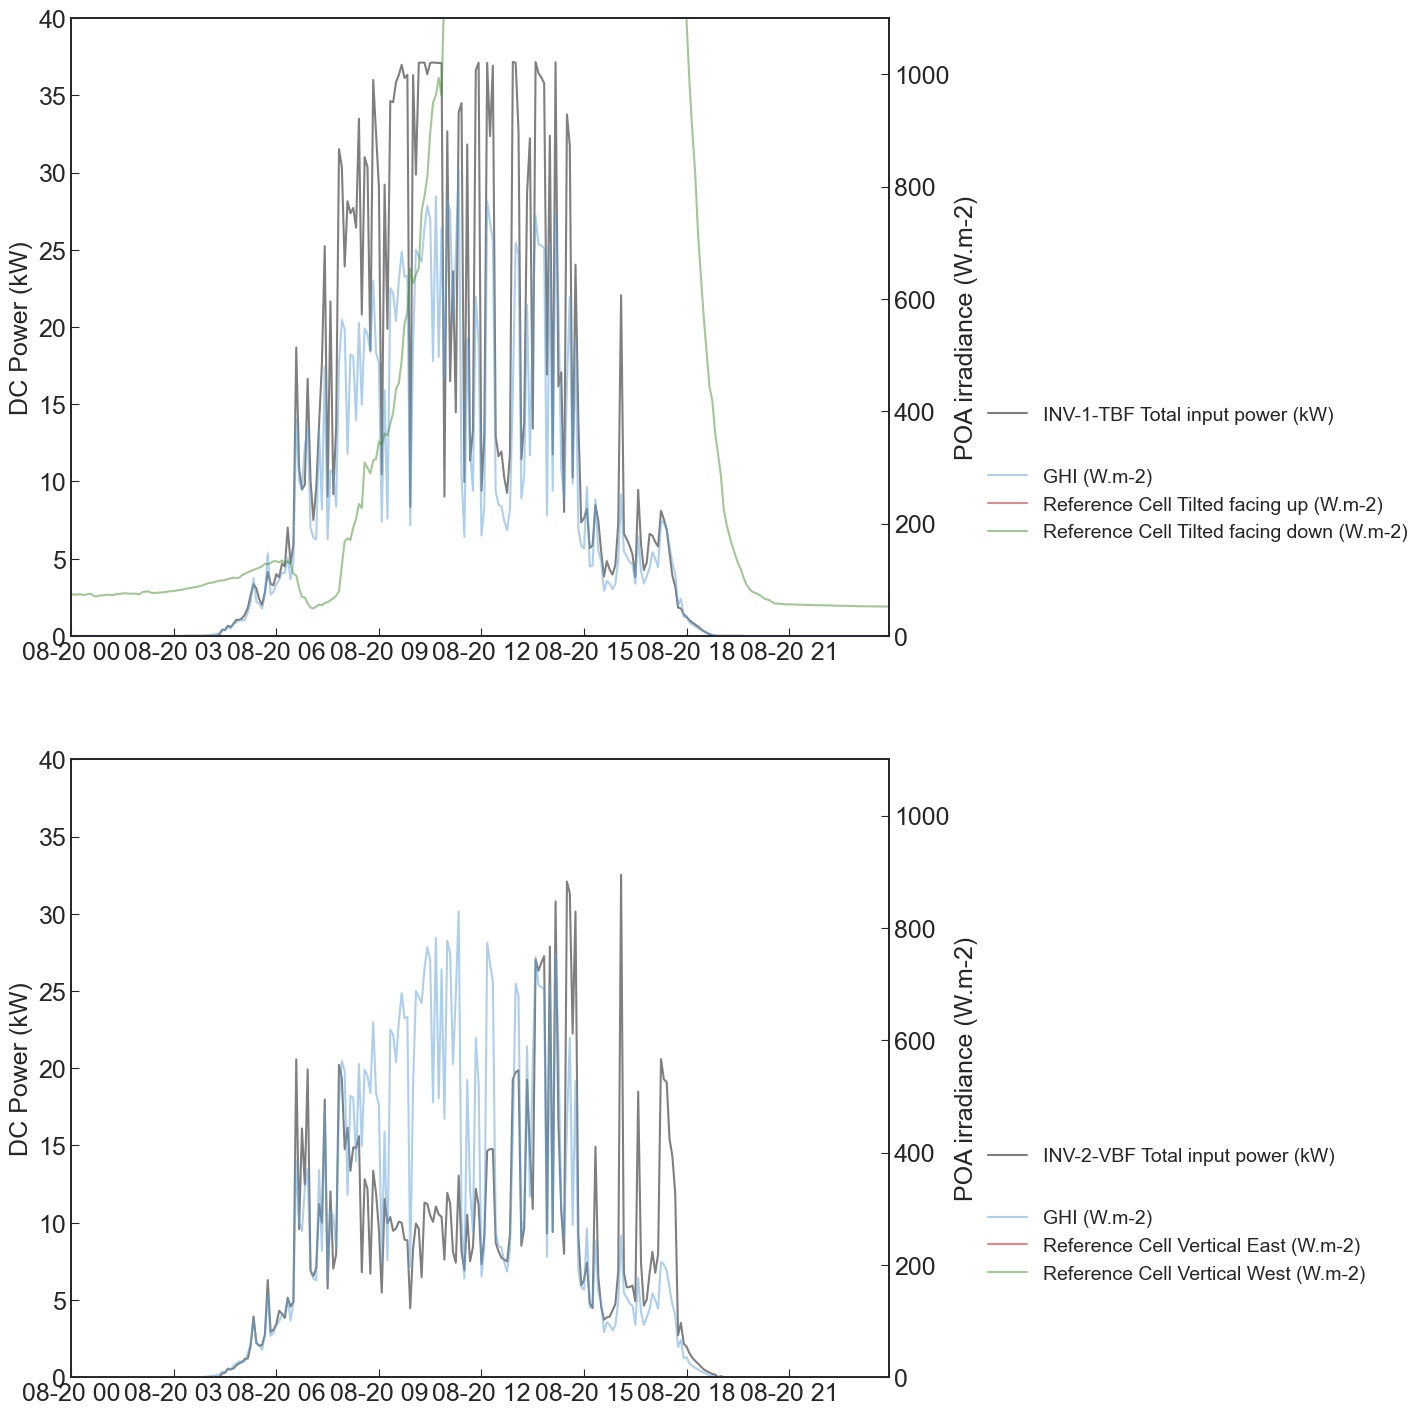 40
35
30
25
20
15
10
5
0
DC Power (kW)
1000
800
600
400
200
0
POA irradiance (W.m-2)
08-20 00 08-20 03 08-20 06 08-20 09 08-20 12 08-20 15 08-20 18 08-20 21
INV-1-TBF Total input power (kW)
GHI (W.m-2)
Reference Cell Tilted facing up (W.m-2)
Reference Cell Tilted facing down (W.m-2)
40
35
30
25
20
15
10
5
0
DC Power (kW)
1000
800
600
400
200
0
POA irradiance (W.m-2)
08-20 00 08-20 03 08-20 06 08-20 09 08-20 12 08-20 15 08-20 18 08-20 21
INV-2-VBF Total input power (kW)
GHI (W.m-2)
Reference Cell Vertical East (W.m-2)
Reference Cell Vertical West (W.m-2)